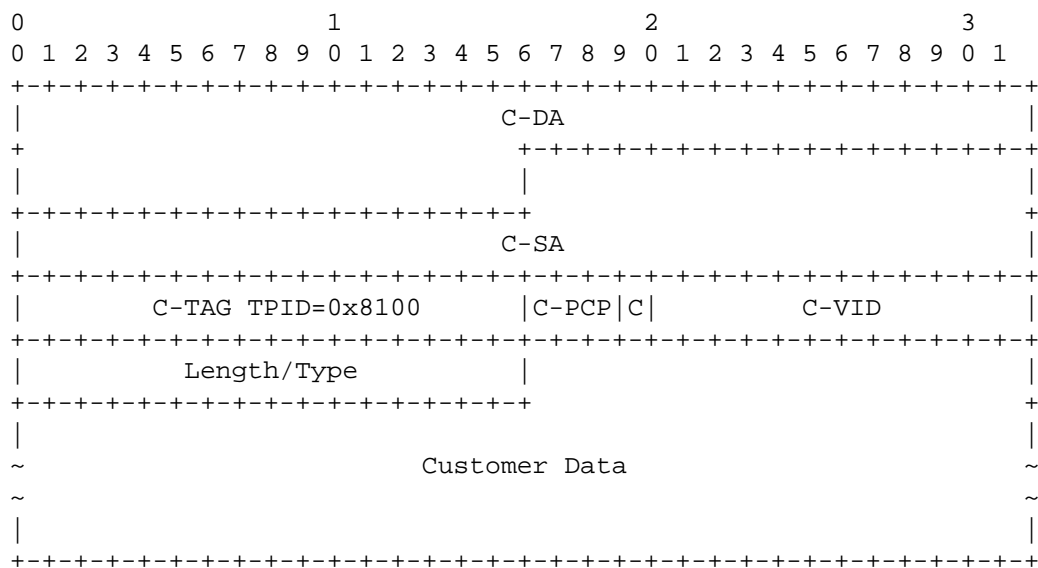 0                   1                   2                   3
0 1 2 3 4 5 6 7 8 9 0 1 2 3 4 5 6 7 8 9 0 1 2 3 4 5 6 7 8 9 0 1
+-+-+-+-+-+-+-+-+-+-+-+-+-+-+-+-+-+-+-+-+-+-+-+-+-+-+-+-+-+-+-+-+
|                              C-DA                             |
+                               +-+-+-+-+-+-+-+-+-+-+-+-+-+-+-+-+
|                               |                               |
+-+-+-+-+-+-+-+-+-+-+-+-+-+-+-+-+                               +
|                              C-SA                             |
+-+-+-+-+-+-+-+-+-+-+-+-+-+-+-+-+-+-+-+-+-+-+-+-+-+-+-+-+-+-+-+-+
|        C-TAG TPID=0x8100      |C-PCP|C|         C-VID         |
+-+-+-+-+-+-+-+-+-+-+-+-+-+-+-+-+-+-+-+-+-+-+-+-+-+-+-+-+-+-+-+-+
|          Length/Type          |                               |
+-+-+-+-+-+-+-+-+-+-+-+-+-+-+-+-+                               +
|                                                               |
~                         Customer Data                         ~
~                                                               ~
|                                                               |
+-+-+-+-+-+-+-+-+-+-+-+-+-+-+-+-+-+-+-+-+-+-+-+-+-+-+-+-+-+-+-+-+